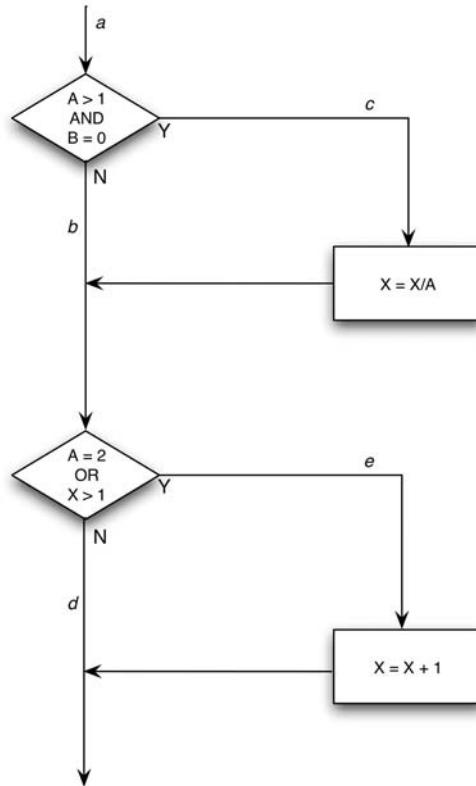 a
A > 1
AND
B = 0
Y
c
N
b
X = X/A
A = 2
OR
X > 1
Y
e
N
d
X = X + 1